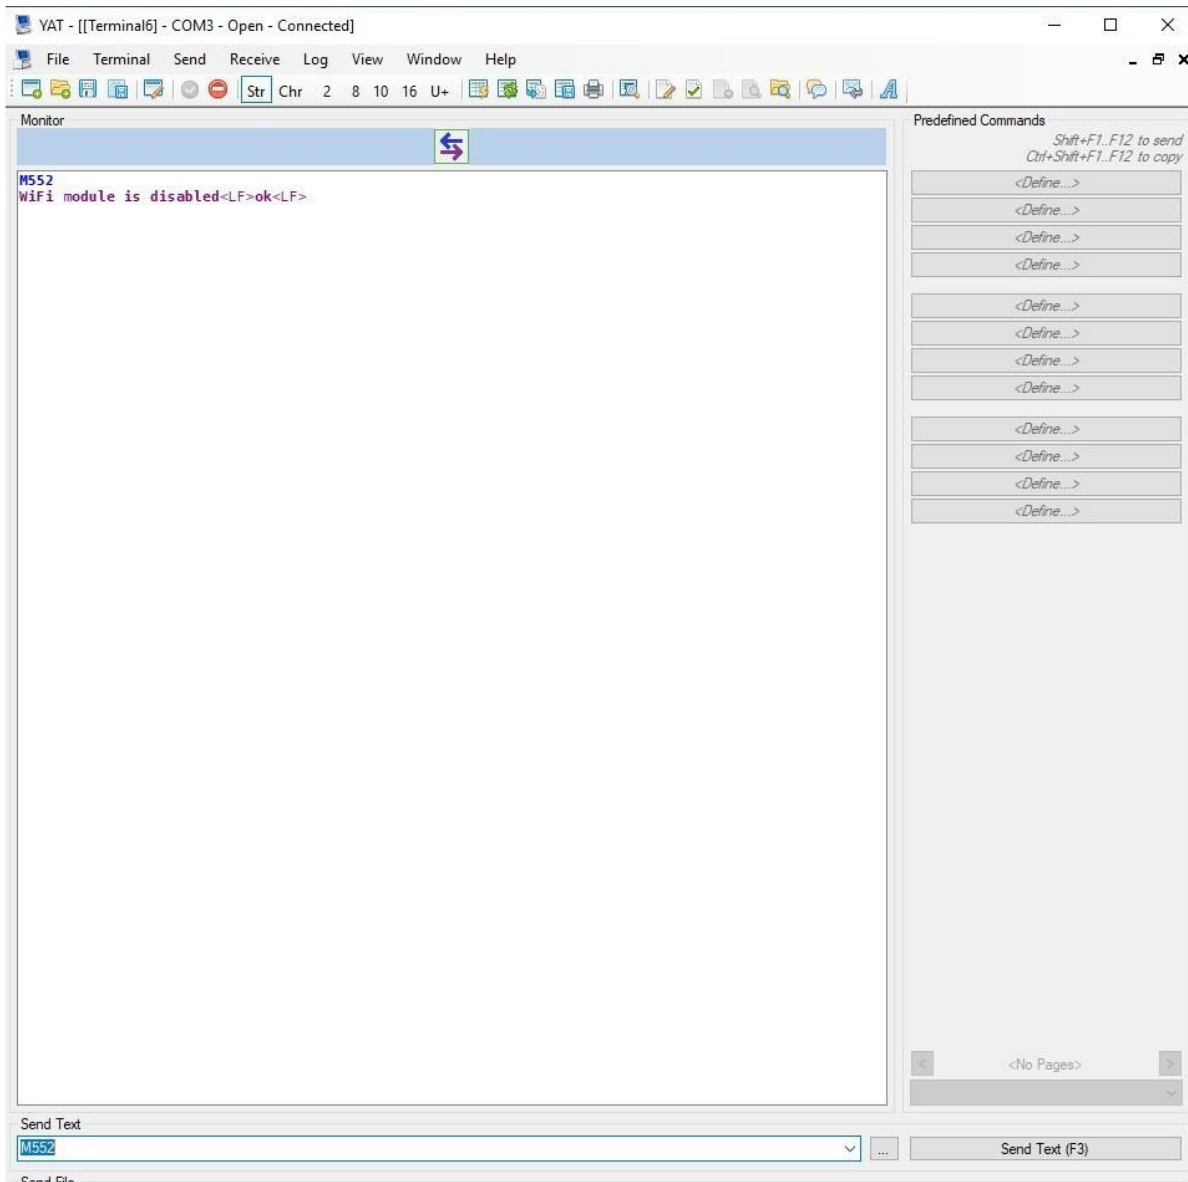 YAT - [[Terminal6] - COM3 - Open - Connected]
File Terminal Send Receive Log View Window Help
Str Chr 2 8 10 16 U+
Monitor
M552
WiFi module is disabled<LF>ok<LF>
Predefined Commands
Shift+F1..F12 to send
Ctrl+Shift+F1..F12 to copy
<Define...>
<Define...>
<Define...>
<Define...>
<Define...>
<Define...>
<Define...>
<Define...>
<Define...>
<Define...>
<Define...>
<Define...>
< <No Pages> >
Send Text
M552 ... Send Text (F3)
Send File